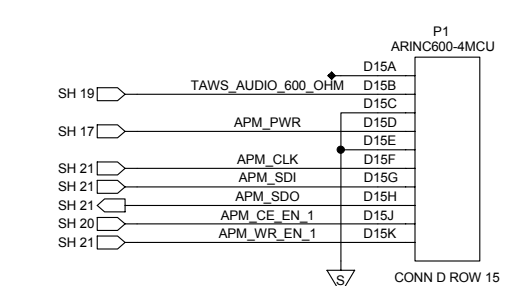 P1
ARINC600-4MCU
D15A
SH 19 TAWS_AUDIO_600_OHM D15B
D15C
SH 17 APM_PWR D15D
D15E
SH 21 APM_CLK D15F
SH 21 APM_SDI D15G
SH 21 APM_SDO D15H
SH 20 APM_CE_EN_1 D15J
SH 21 APM_WR_EN_1 D15K
S
CONN D ROW 15